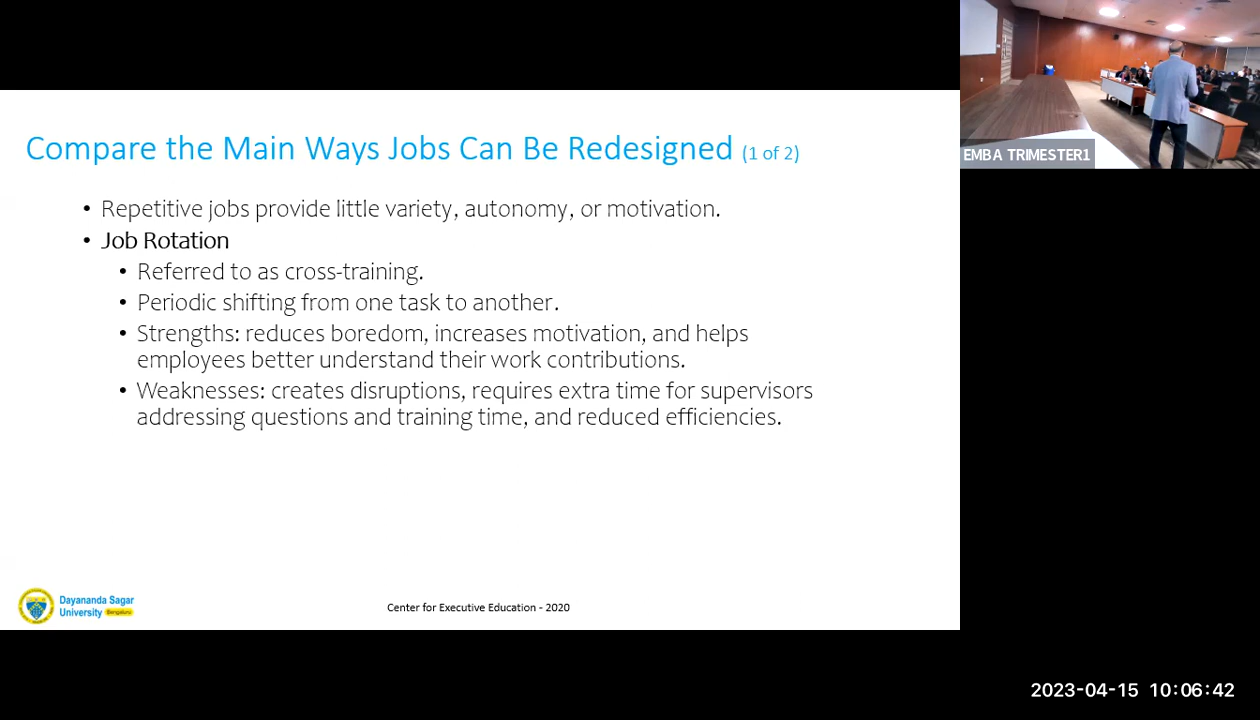 Compare the Main Ways Jobs Can Be Redesigned (1 of 2)
• Repetitive jobs provide little variety, autonomy, or motivation.
• Job Rotation
• Referred to as cross-training.
• Periodic shifting from one task to another.
• Strengths: reduces boredom, increases motivation, and helps
employees better understand their work contributions.
• Weaknesses: creates disruptions, requires extra time for supervisors
addressing questions and training time, and reduced efficiencies.
Dayananda Sagar
University Bengaluru
Center for Executive Education - 2020
EMBA TRIMESTER1
2023-04-15 10:06:42